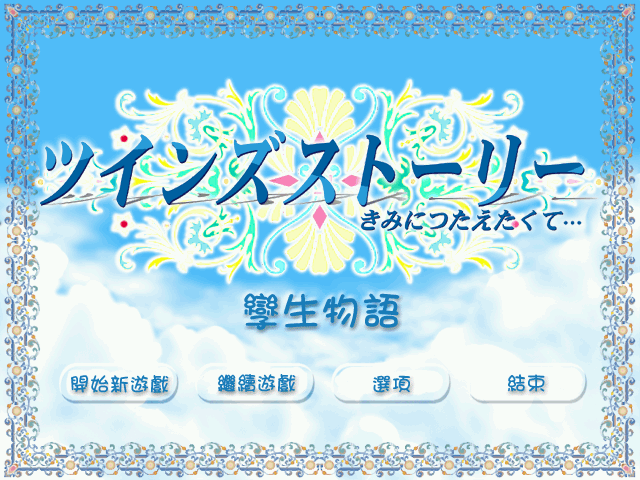 ツインズストーリー
きみにつたえたくて…
孿生物語
開始新遊戲
繼續遊戲
選項
結束